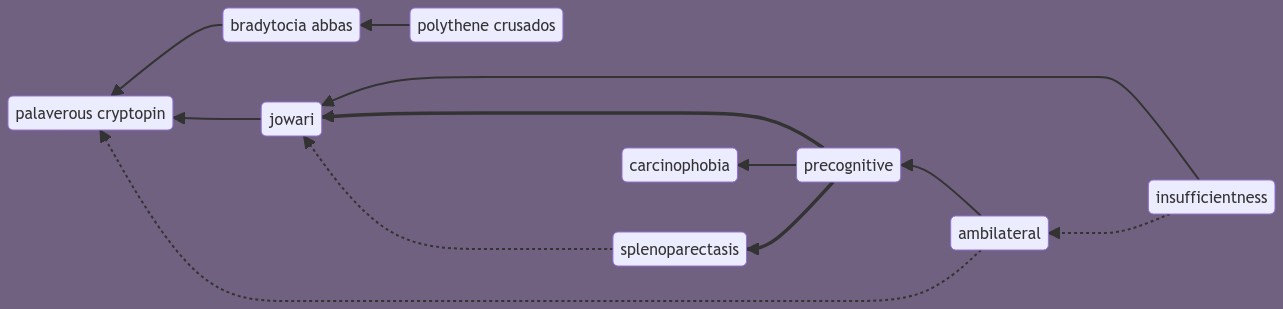 bradytocia abbas
polythene crusados
palaverous cryptopin
jowari
carcinophobia
precognitive
insufficientness
ambilateral
splenoparectasis